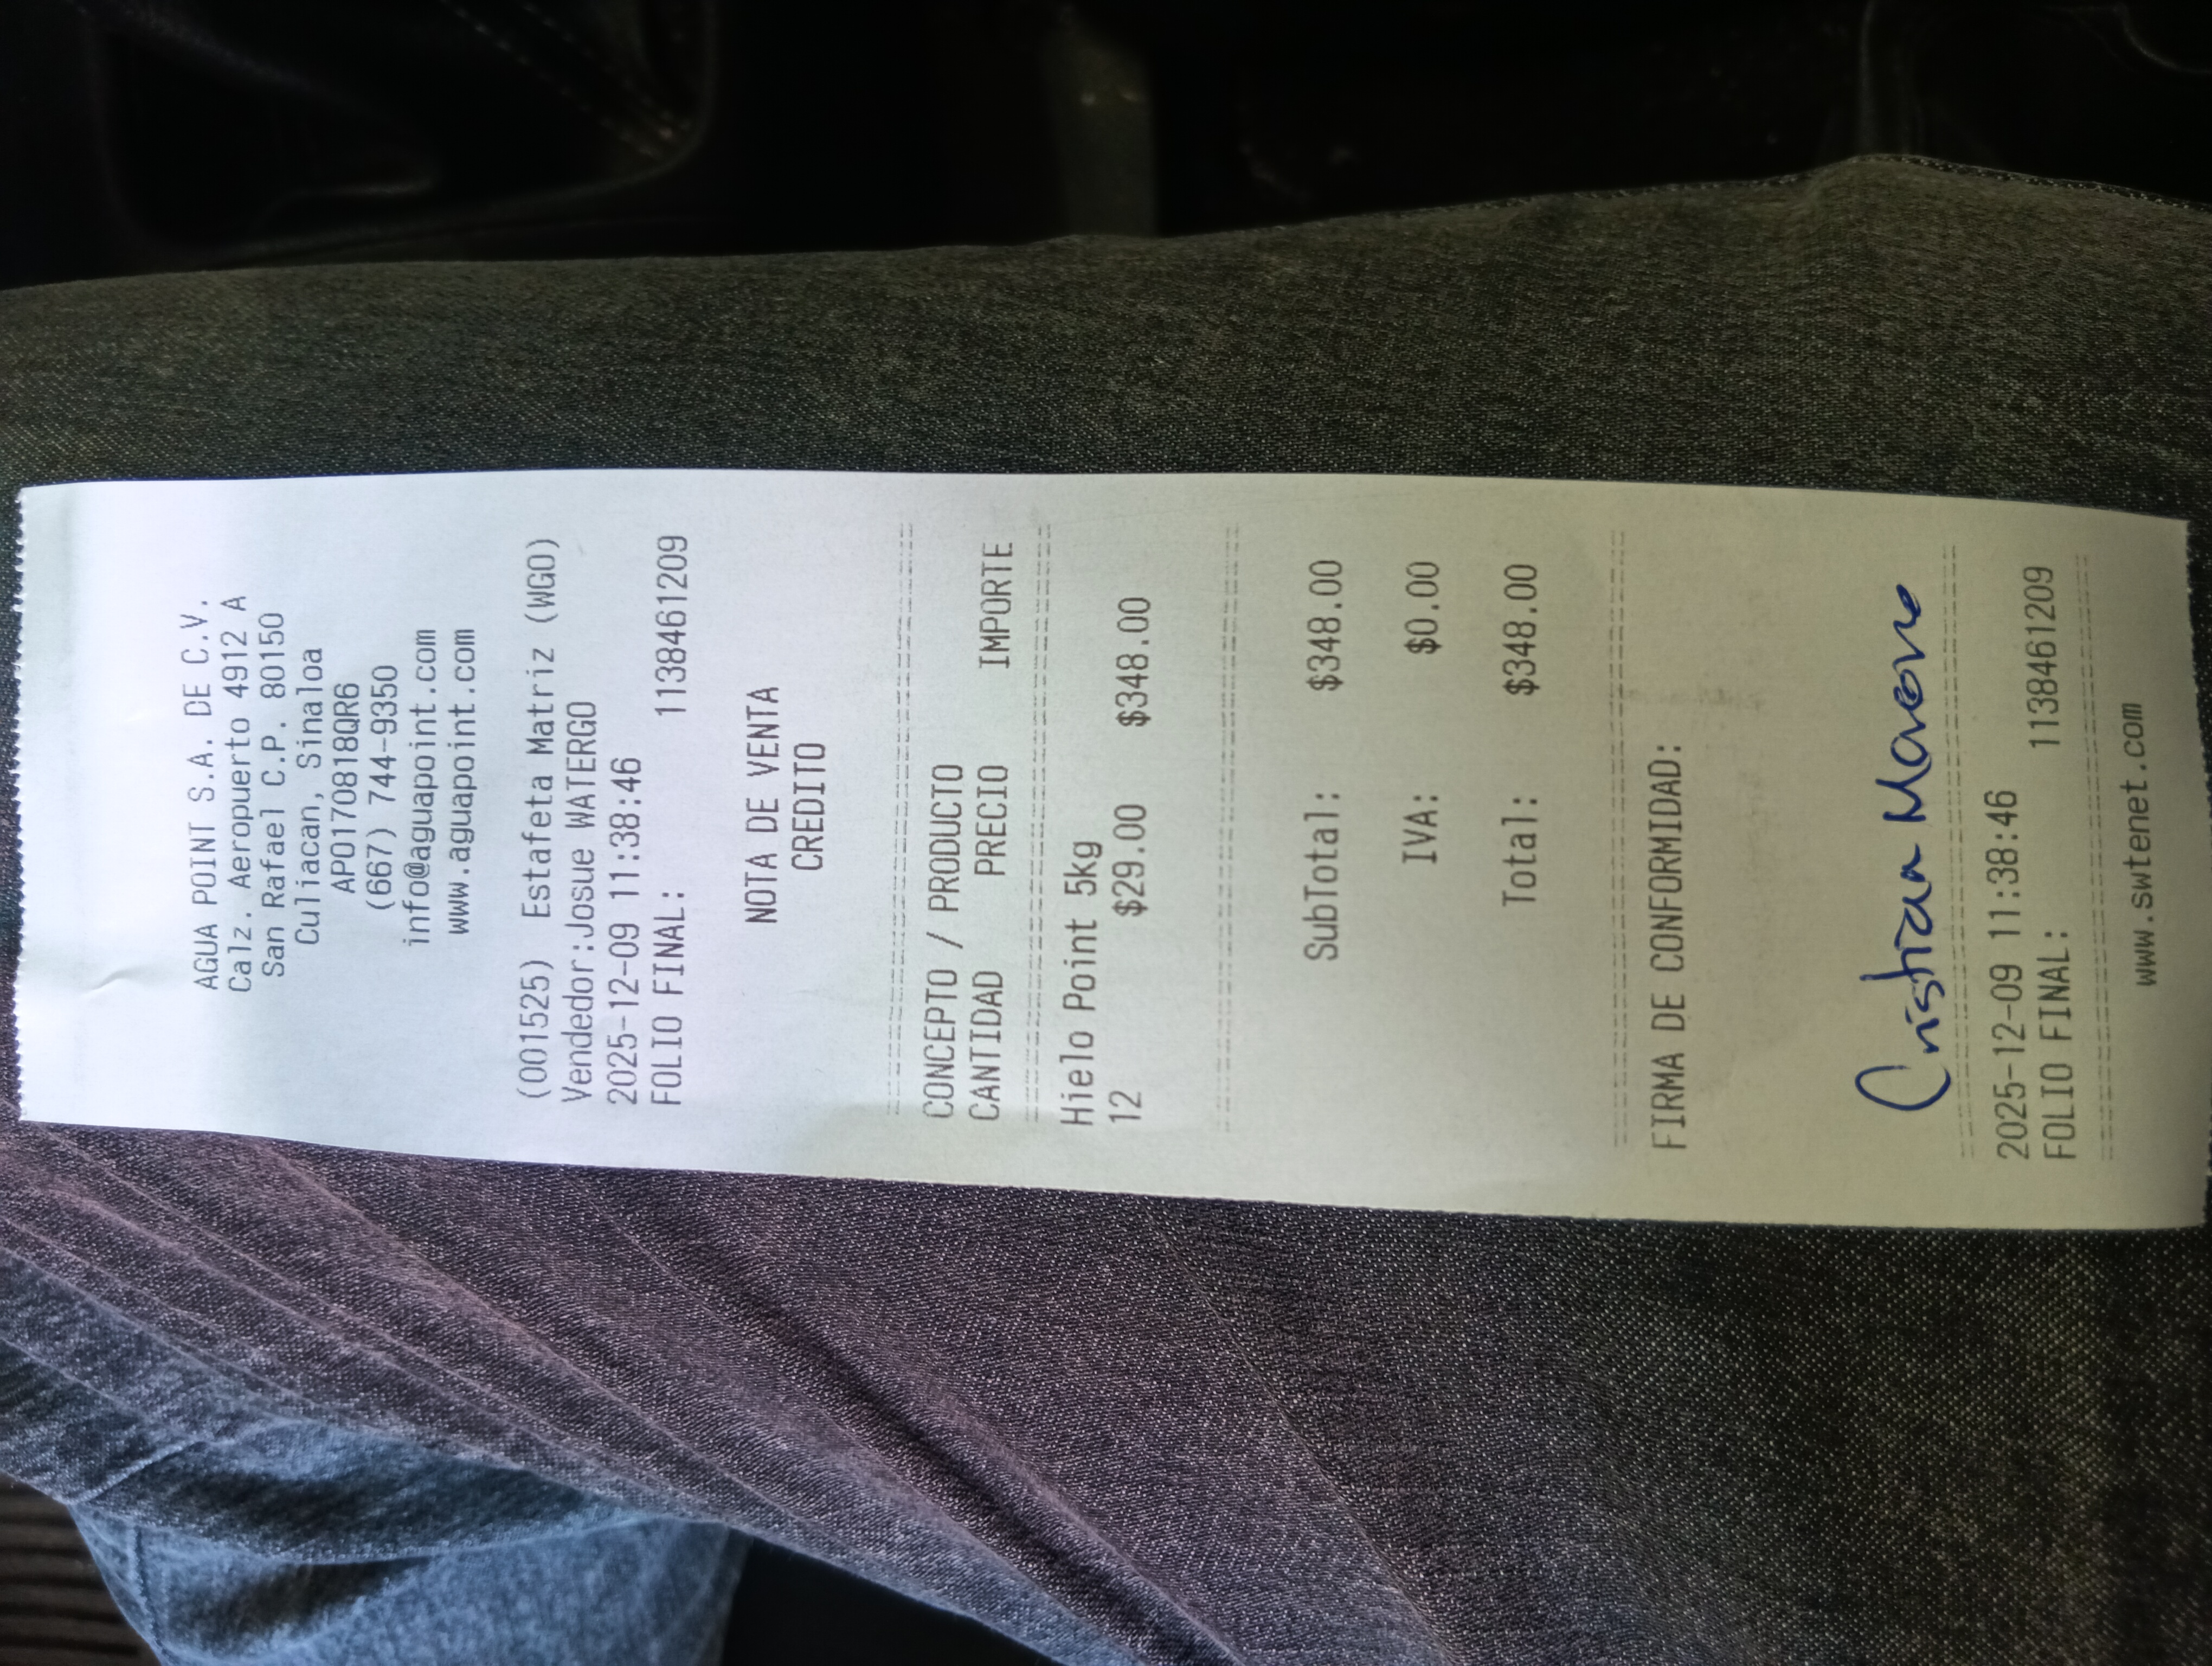 AGUA POINT S.A. DE C.V.
Calz. Aeropuerto 4912 A
San Rafael C.P. 80150
Culiacan, Sinaloa
APO170818QR6
(667) 744-9350
info@aguapoint.com
www.aguapoint.com
(001525) Estafeta Matriz (WGO)
Vendedor:Josue WATERGO
2025-12-09 11:38:46
FOLIO FINAL: 1138461209
NOTA DE VENTA
CREDITO
CONCEPTO / PRODUCTO
CANTIDAD PRECIO IMPORTE
Hielo Point 5kg
12 $29.00 $348.00
SubTotal: $348.00
IVA: $0.00
Total: $348.00
FIRMA DE CONFORMIDAD:
Cristian Moreno
2025-12-09 11:38:46
FOLIO FINAL: 1138461209
www.swtenet.com